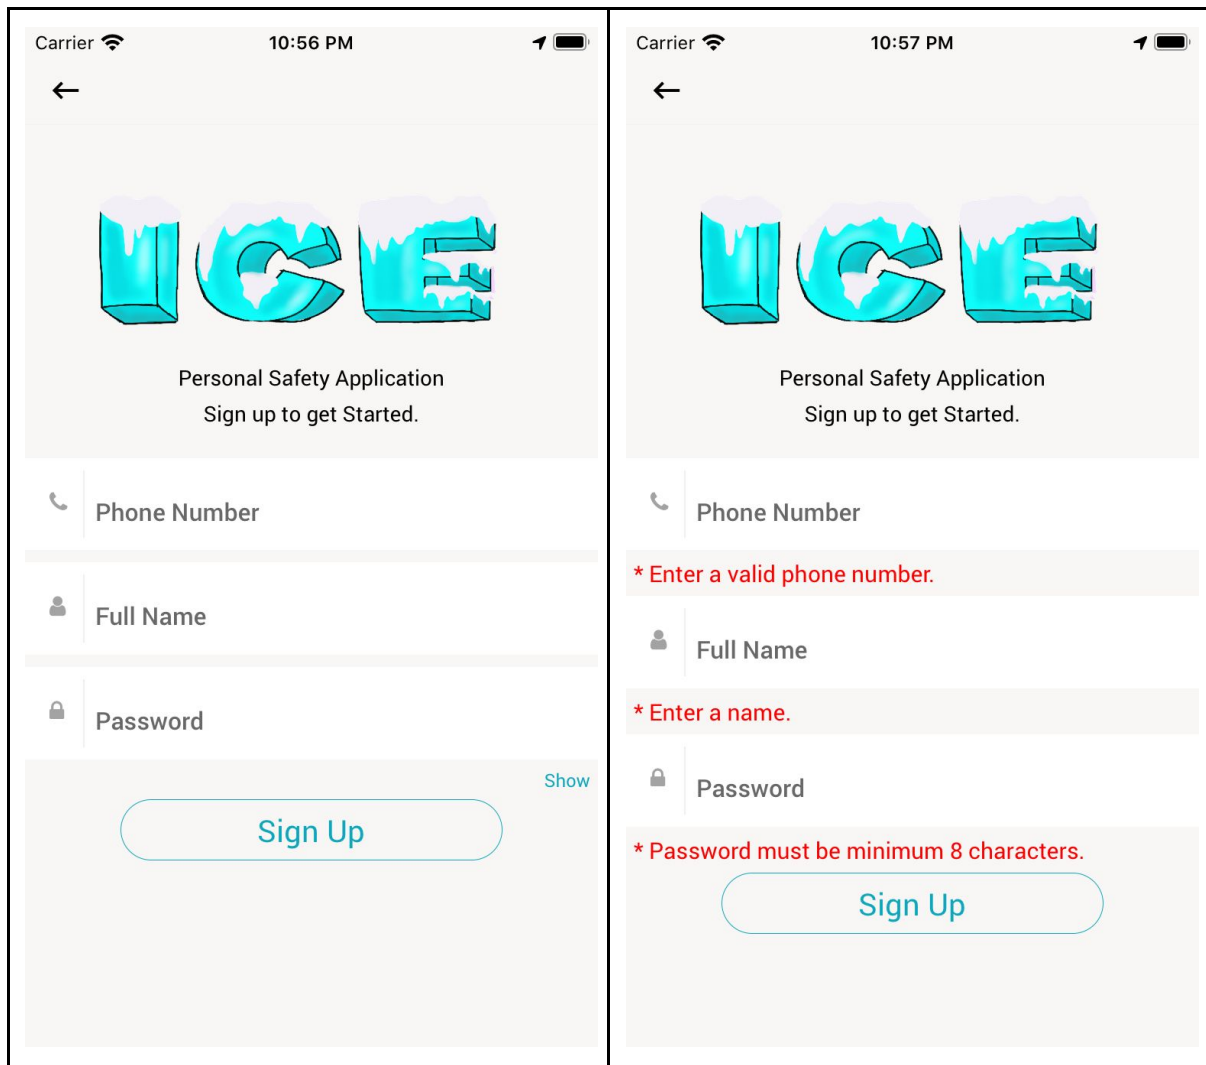 Carrier 10:56 PM
ICE
Personal Safety Application
Sign up to get Started.
Phone Number
Full Name
Password
Show
Sign Up
Carrier 10:57 PM
ICE
Personal Safety Application
Sign up to get Started.
Phone Number
* Enter a valid phone number.
Full Name
* Enter a name.
Password
* Password must be minimum 8 characters.
Sign Up